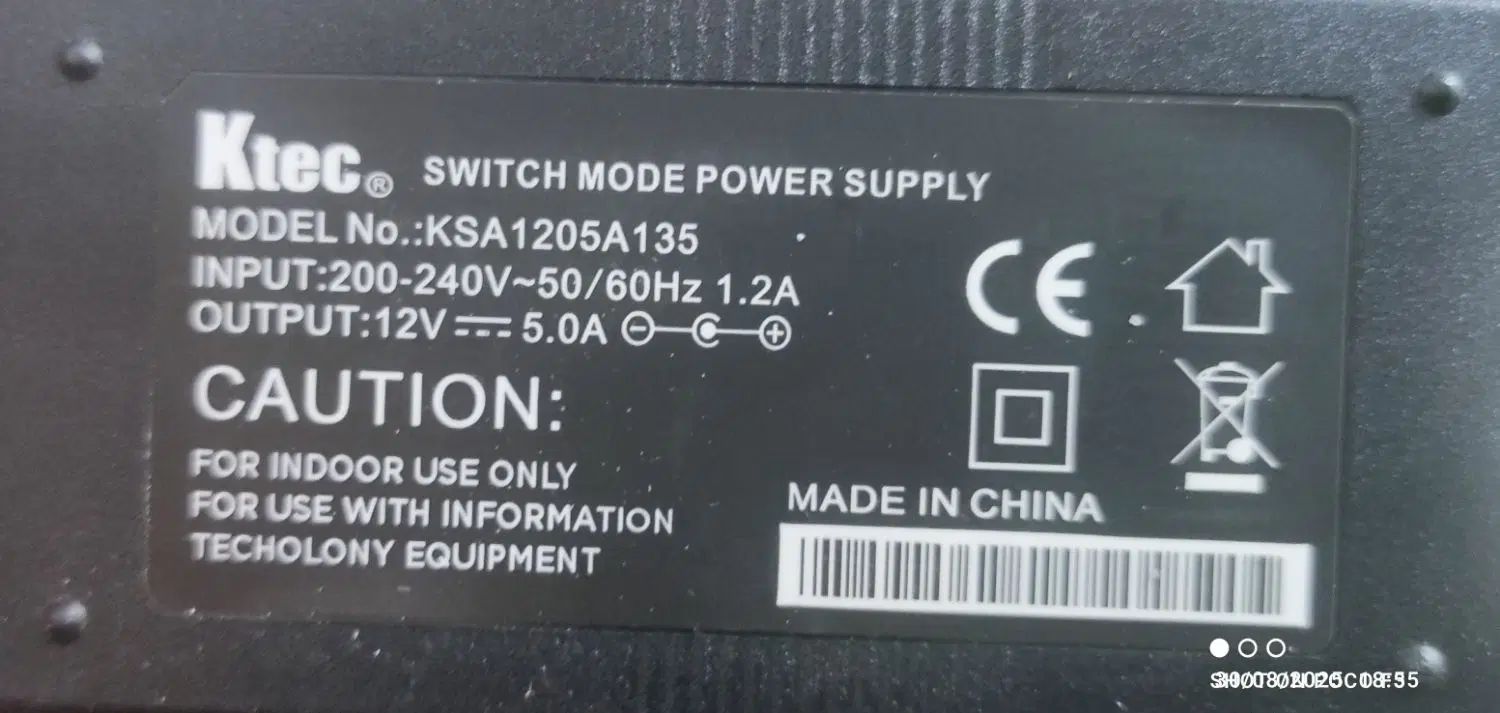 Ktec® SWITCH MODE POWER SUPPLY
MODEL No.:KSA1205A135
INPUT:200-240V~50/60Hz 1.2A
OUTPUT:12V⎓5.0A
CE
CAUTION:
FOR INDOOR USE ONLY
FOR USE WITH INFORMATION
TECHOLONY EQUIPMENT
MADE IN CHINA